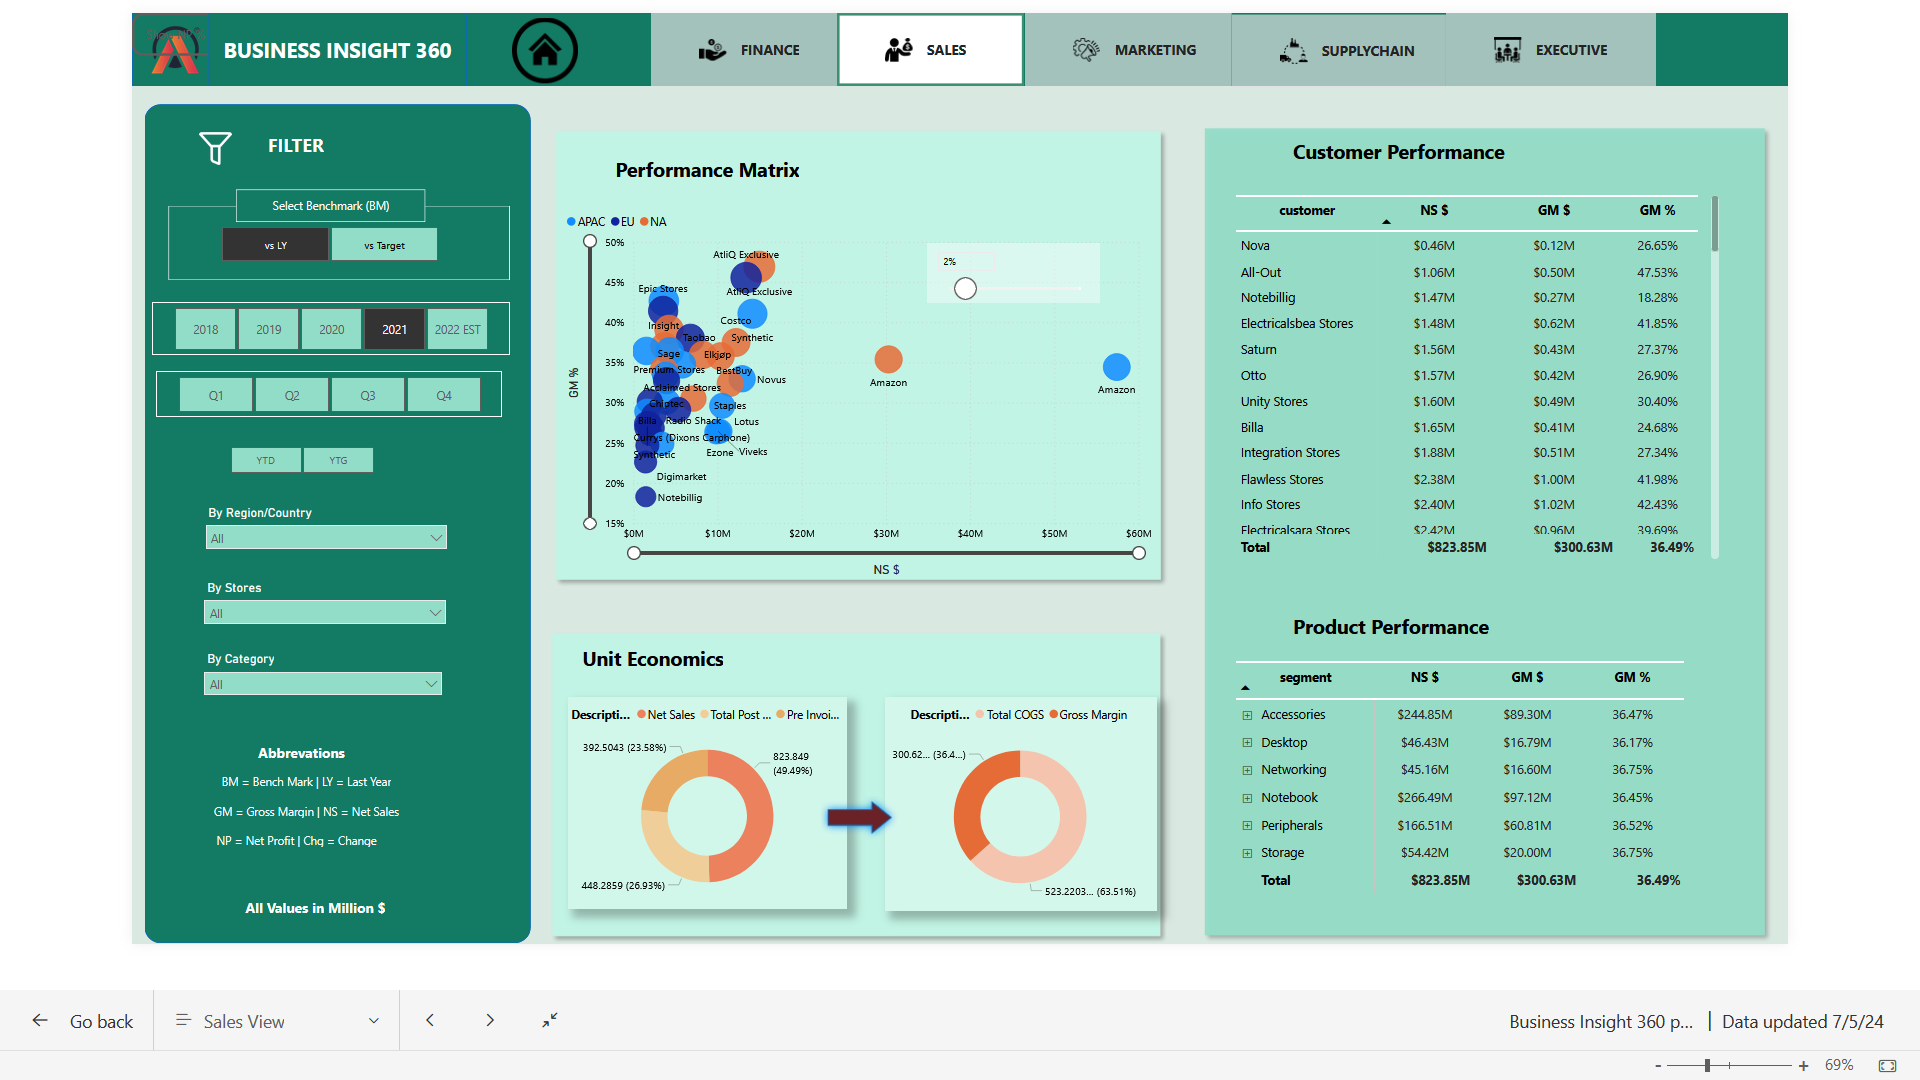 BUSINESS INSIGHT 360
FINANCE
SALES
MARKETING
SUPPLYCHAIN
EXECUTIVE
FILTER
Select Benchmark (BM)
vs LY
vs Target
2018
2019
2020
2021
2022 EST
Q1
Q2
Q3
Q4
YTD
YTG
By Region/Country
All
By Stores
All
By Category
All
Abbrevations
BM = Bench Mark | LY = Last Year
GM = Gross Margin | NS = Net Sales
NP = Net Profit | Chg = Change
All Values in Million $
Performance Matrix
APAC EU NA
50%
45%
40%
35%
30%
25%
20%
15%
GM %
2%
AtliQ Exclusive
Epic Stores
AtliQ Exclusive
Costco
Insight
Taobao
Synthetic
Sage
Elkjøp
Premium Stores
BestBuy
Novus
Acclaimed Stores
Chiptec
Staples
Billa
Radio Shack
Lotus
Currys (Dixons Carphone)
Synthetic
Ezone
Viveks
Digimarket
Notebillig
Amazon
Amazon
$0M
$10M
$20M
$30M
$40M
$50M
$60M
NS $
Unit Economics
Descripti... Net Sales Total Post ... Pre Invoi...
392.5043 (23.58%)
823.849
(49.49%)
448.2859 (26.93%)
Descripti... Total COGS Gross Margin
300.62... (36.4...)
523.2203... (63.51%)
Customer Performance
customer NS $ GM $ GM %
Nova $0.46M $0.12M 26.65%
All-Out $1.06M $0.50M 47.53%
Notebillig $1.47M $0.27M 18.28%
Electricalsbea Stores $1.48M $0.62M 41.85%
Saturn $1.56M $0.43M 27.37%
Otto $1.57M $0.42M 26.90%
Unity Stores $1.60M $0.49M 30.40%
Billa $1.65M $0.41M 24.68%
Integration Stores $1.88M $0.51M 27.34%
Flawless Stores $2.38M $1.00M 41.98%
Info Stores $2.40M $1.02M 42.43%
Electricalsara Stores $2.42M $0.96M 39.69%
Total $823.85M $300.63M 36.49%
Product Performance
segment NS $ GM $ GM %
Accessories $244.85M $89.30M 36.47%
Desktop $46.43M $16.79M 36.17%
Networking $45.16M $16.60M 36.75%
Notebook $266.49M $97.12M 36.45%
Peripherals $166.51M $60.81M 36.52%
Storage $54.42M $20.00M 36.75%
Total $823.85M $300.63M 36.49%
Go back
Sales View
Business Insight 360 p... | Data updated 7/5/24
- + 69%